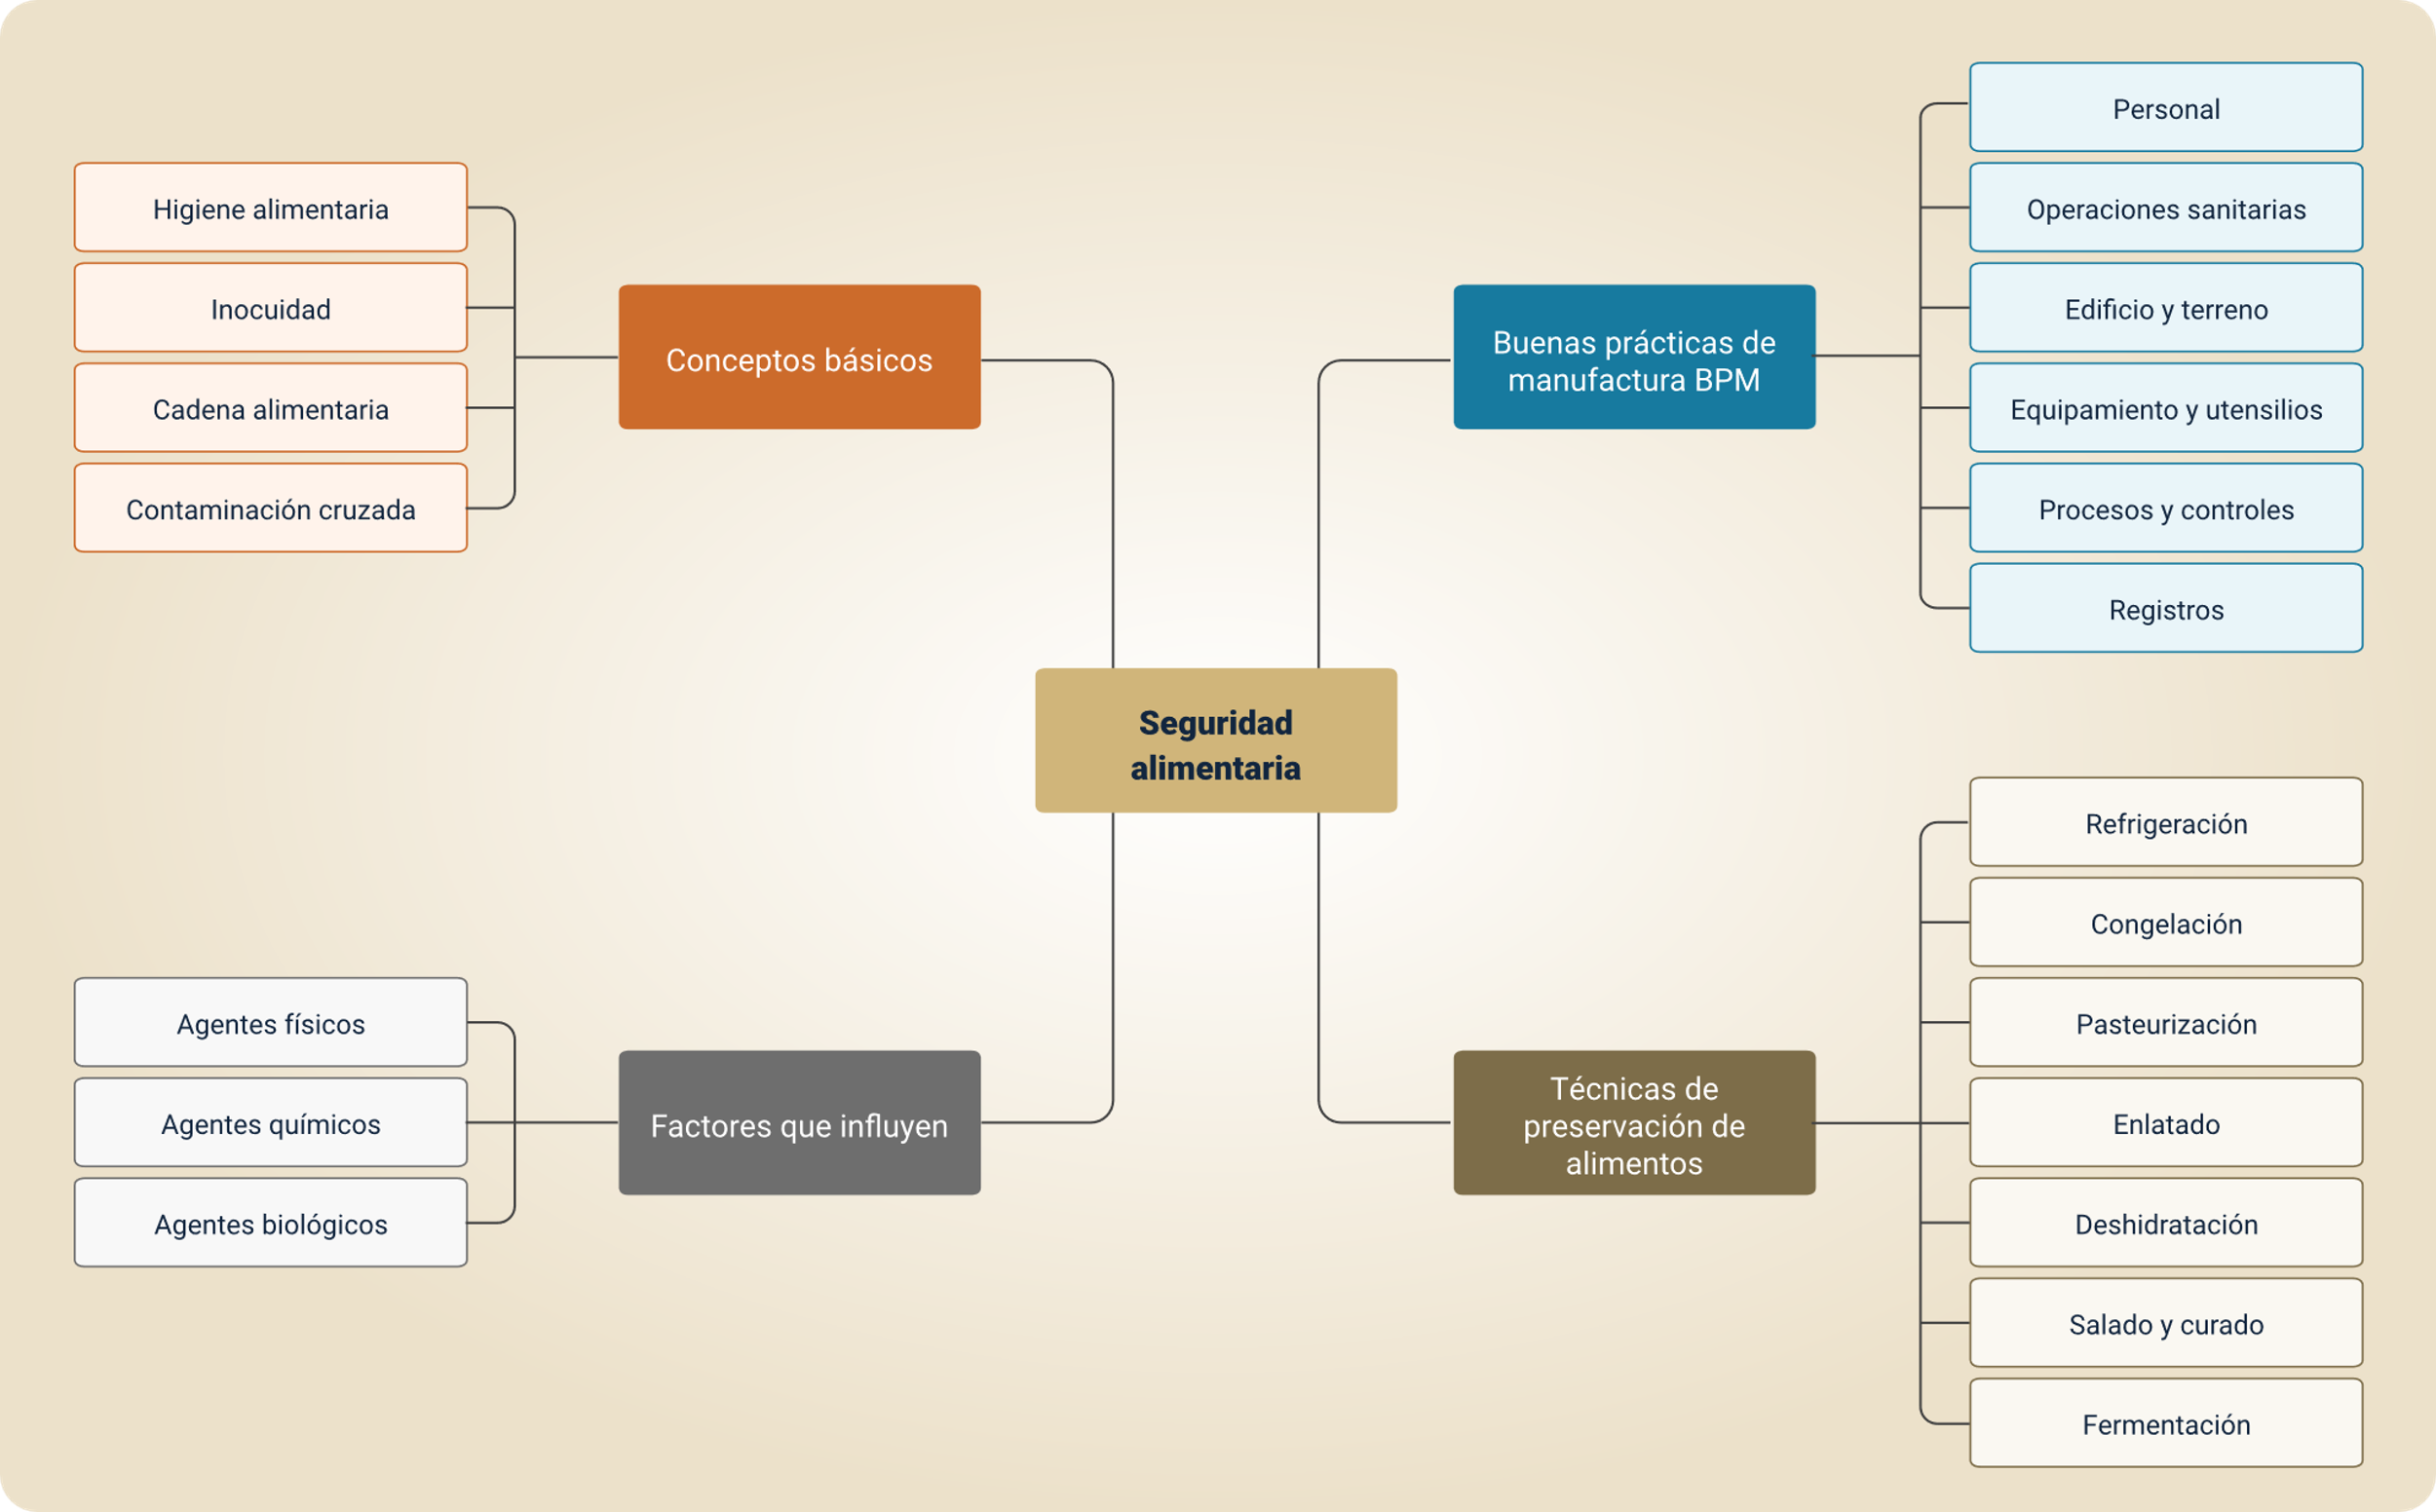 Seguridad
alimentaria
Conceptos básicos
Higiene alimentaria
Inocuidad
Cadena alimentaria
Contaminación cruzada
Buenas prácticas de
manufactura BPM
Personal
Operaciones sanitarias
Edificio y terreno
Equipamiento y utensilios
Procesos y controles
Registros
Factores que influyen
Agentes físicos
Agentes químicos
Agentes biológicos
Técnicas de
preservación de
alimentos
Refrigeración
Congelación
Pasteurización
Enlatado
Deshidratación
Salado y curado
Fermentación